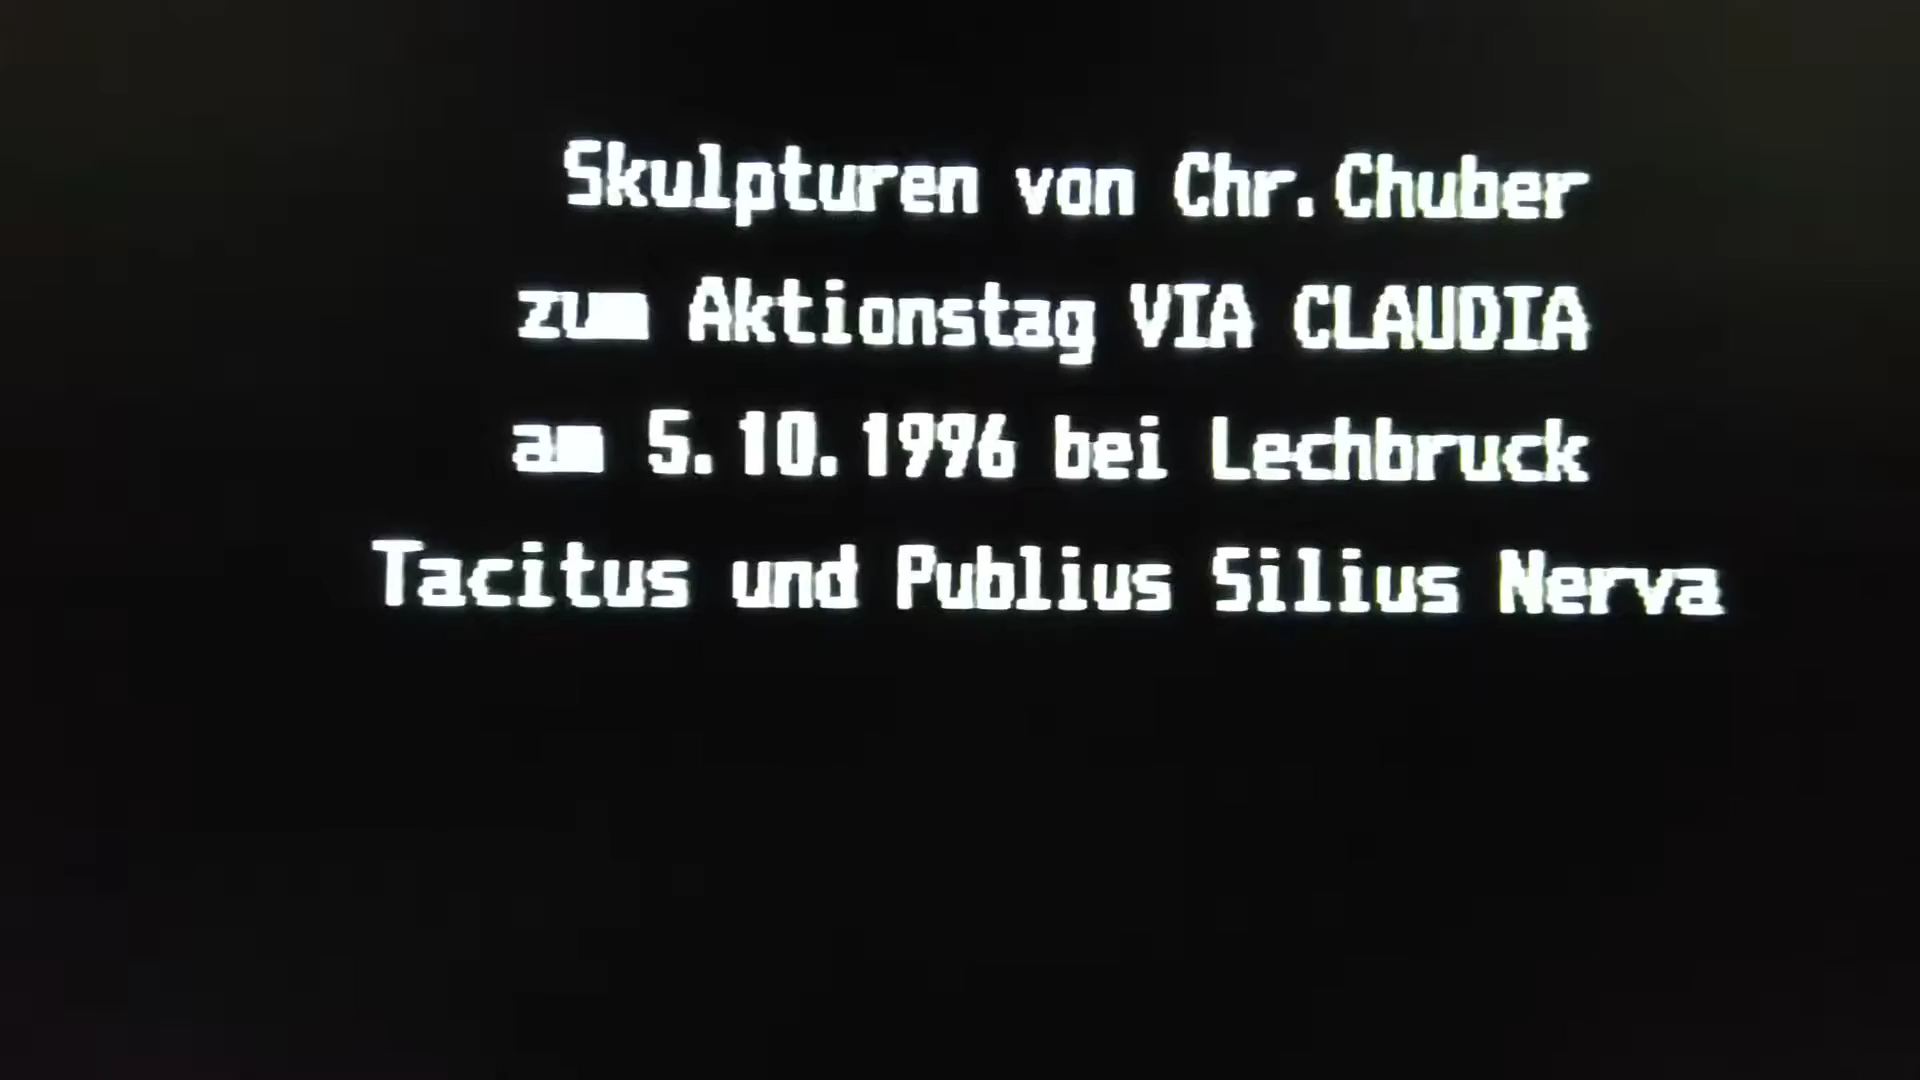 Skulpturen von Chr.Chuber
zum Aktionstag VIA CLAUDIA
am 5.10.1996 bei Lechbruck
Tacitus und Publius Silius Nerva